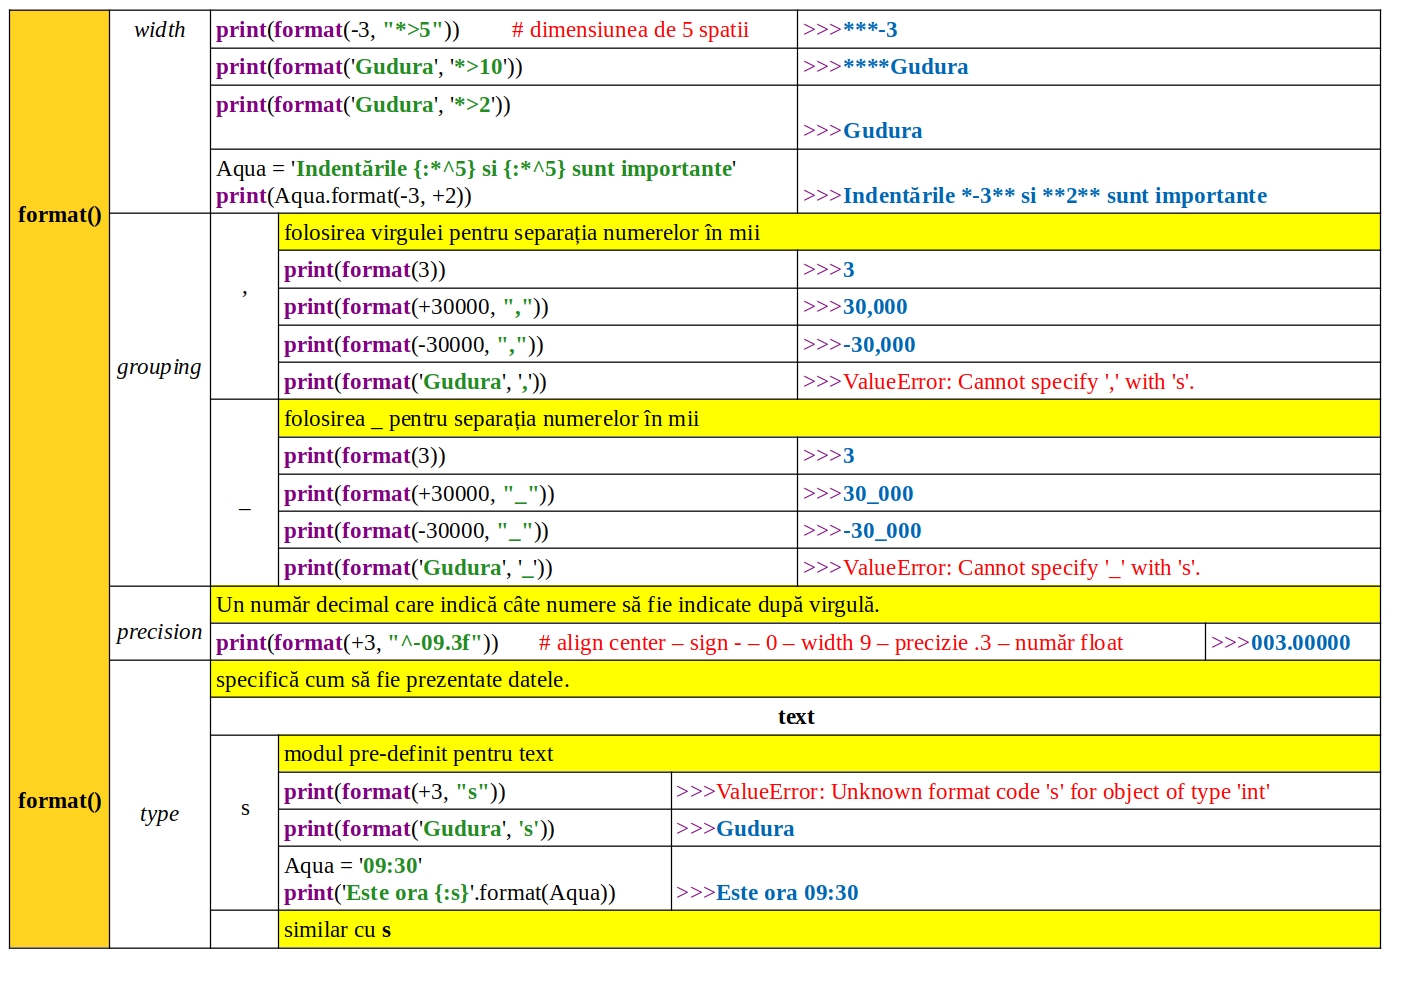 format()
width
print(format(-3, "*>5")) # dimensiunea de 5 spatii
>>>***-3
print(format('Gudura', '*>10'))
>>>****Gudura
print(format('Gudura', '*>2'))
>>>Gudura
Aqua = 'Indentările {:*^5} si {:*^5} sunt importante'
print(Aqua.format(-3, +2))
>>>Indentările *-3** si **2** sunt importante
grouping
,
folosirea virgulei pentru separația numerelor în mii
print(format(3))
>>>3
print(format(+30000, ","))
>>>30,000
print(format(-30000, ","))
>>>-30,000
print(format('Gudura', ','))
>>>ValueError: Cannot specify ',' with 's'.
_
folosirea _ pentru separația numerelor în mii
print(format(3))
>>>3
print(format(+30000, "_"))
>>>30_000
print(format(-30000, "_"))
>>>-30_000
print(format('Gudura', '_'))
>>>ValueError: Cannot specify '_' with 's'.
precision
Un număr decimal care indică câte numere să fie indicate după virgulă.
print(format(+3, "^-09.3f")) # align center – sign - – 0 – width 9 – precizie .3 – număr float
>>>003.00000
format()
type
specifică cum să fie prezentate datele.
text
s
modul pre-definit pentru text
print(format(+3, "s"))
>>>ValueError: Unknown format code 's' for object of type 'int'
print(format('Gudura', 's'))
>>>Gudura
Aqua = '09:30'
print('Este ora {:s}'.format(Aqua))
>>>Este ora 09:30
similar cu s